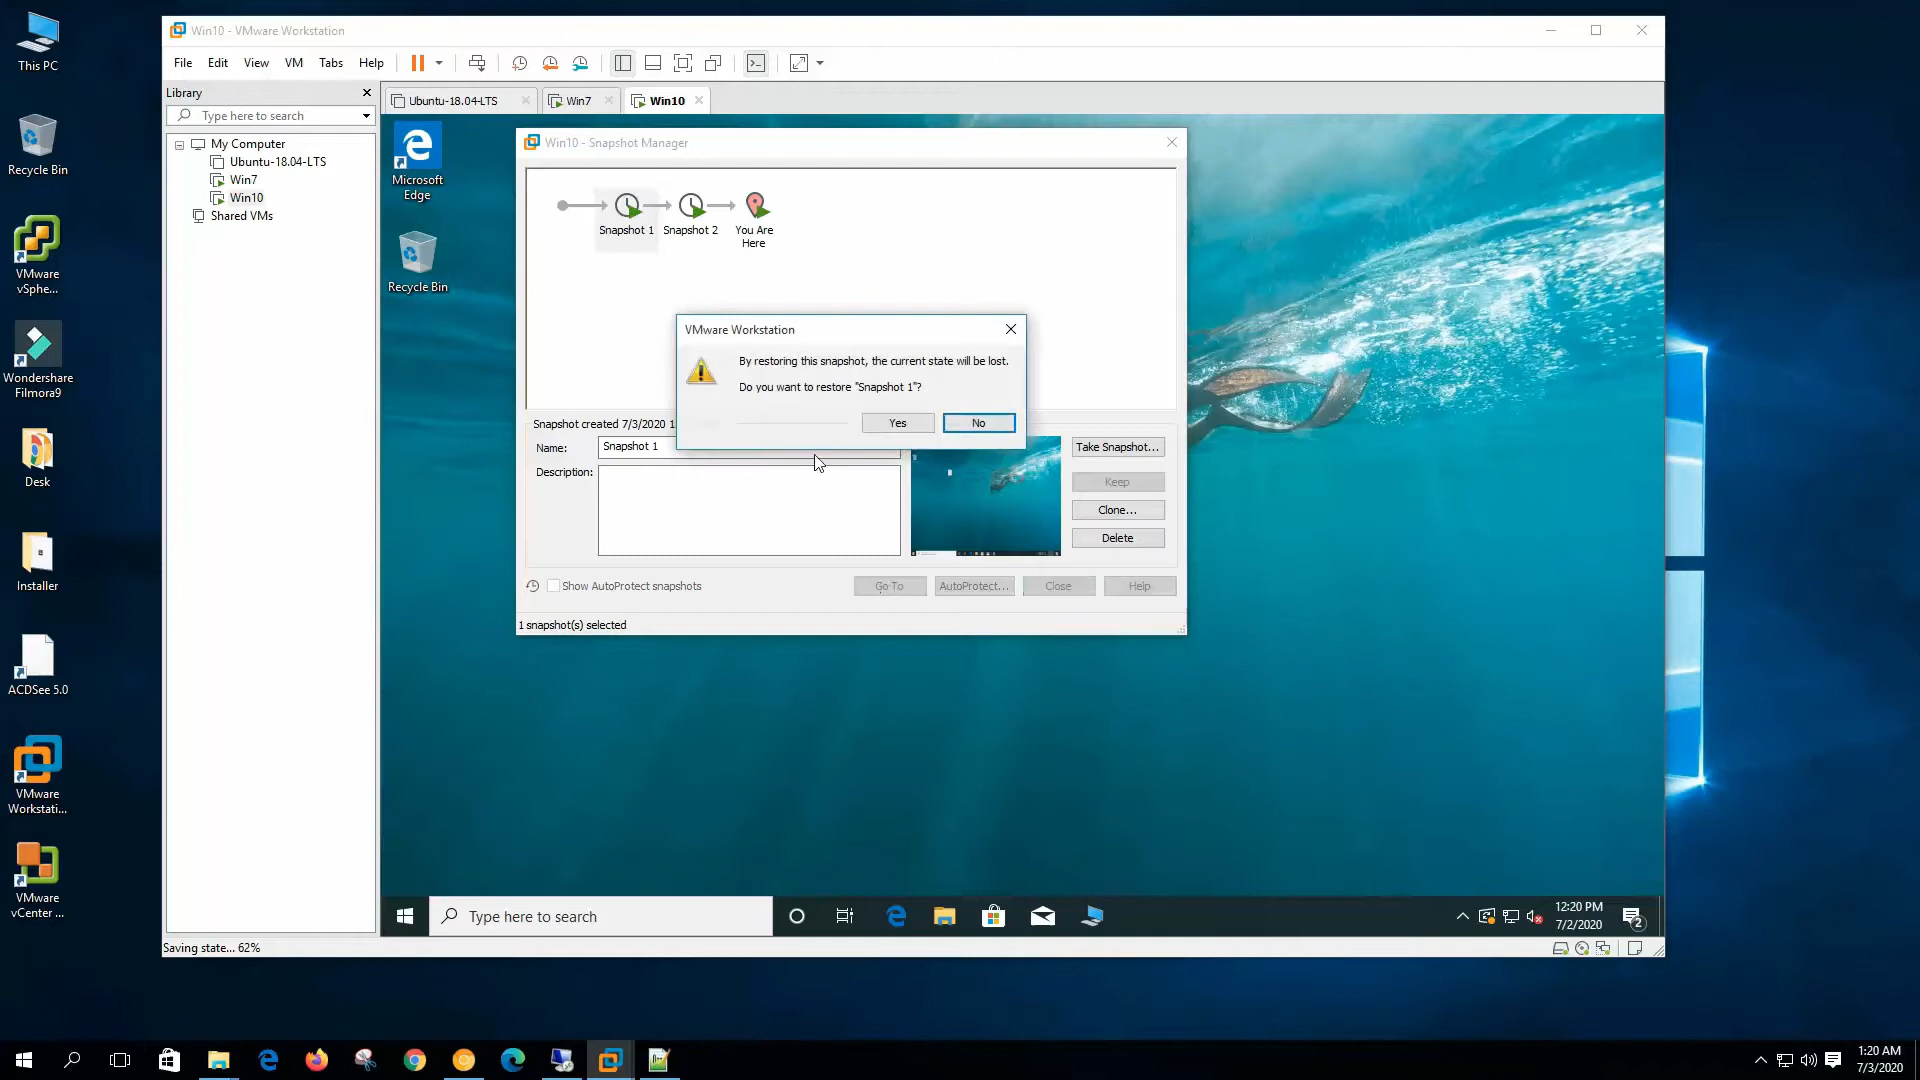 This PC
Recycle Bin
VMware
vSphe...
Wondershare
Filmora9
Desk
Installer
ACDSee 5.0
VMware
Workstati...
VMware
vCenter ...
Win10 - VMware Workstation
File Edit View VM Tabs Help
Library
Type here to search
My Computer
Ubuntu-18.04-LTS
Win7
Win10
Shared VMs
Ubuntu-18.04-LTS
Win7
Win10
Microsoft
Edge
Recycle Bin
Win10 - Snapshot Manager
Snapshot 1
Snapshot 2
You Are
Here
VMware Workstation
By restoring this snapshot, the current state will be lost.
Do you want to restore "Snapshot 1"?
Yes
No
Snapshot created 7/3/2020
Name:
Snapshot 1
Description:
Take Snapshot...
Keep
Clone...
Delete
Show AutoProtect snapshots
Go To
AutoProtect...
Close
Help
1 snapshot(s) selected
Type here to search
12:20 PM
7/2/2020
2
Saving state... 62%
1:20 AM
7/3/2020